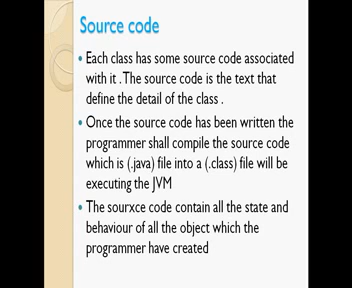 Source code
• Each class has some source code associated
with it . The source code is the text that
define the detail of the class .
• Once the source code has been written the
programmer shall compile the source code
which is (.java) file into a (.class) file will be
executing the JVM
• The sourxce code contain all the state and
behaviour of all the object which the
programmer have created